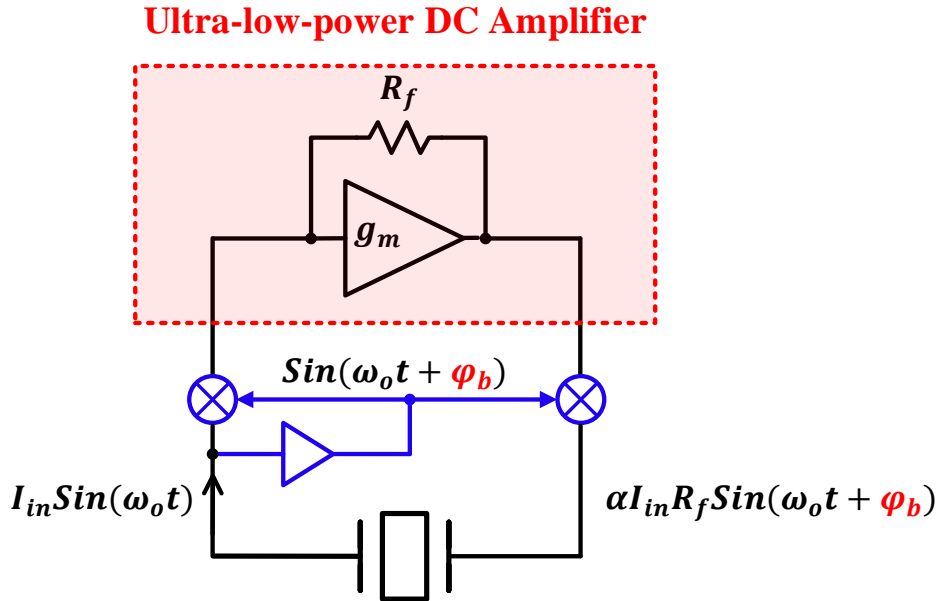 Ultra-low-power DC Amplifier
R_f
g_m
Sin(ω_o t + φ_b)
I_in Sin(ω_o t)
αI_in R_f Sin(ω_o t + φ_b)